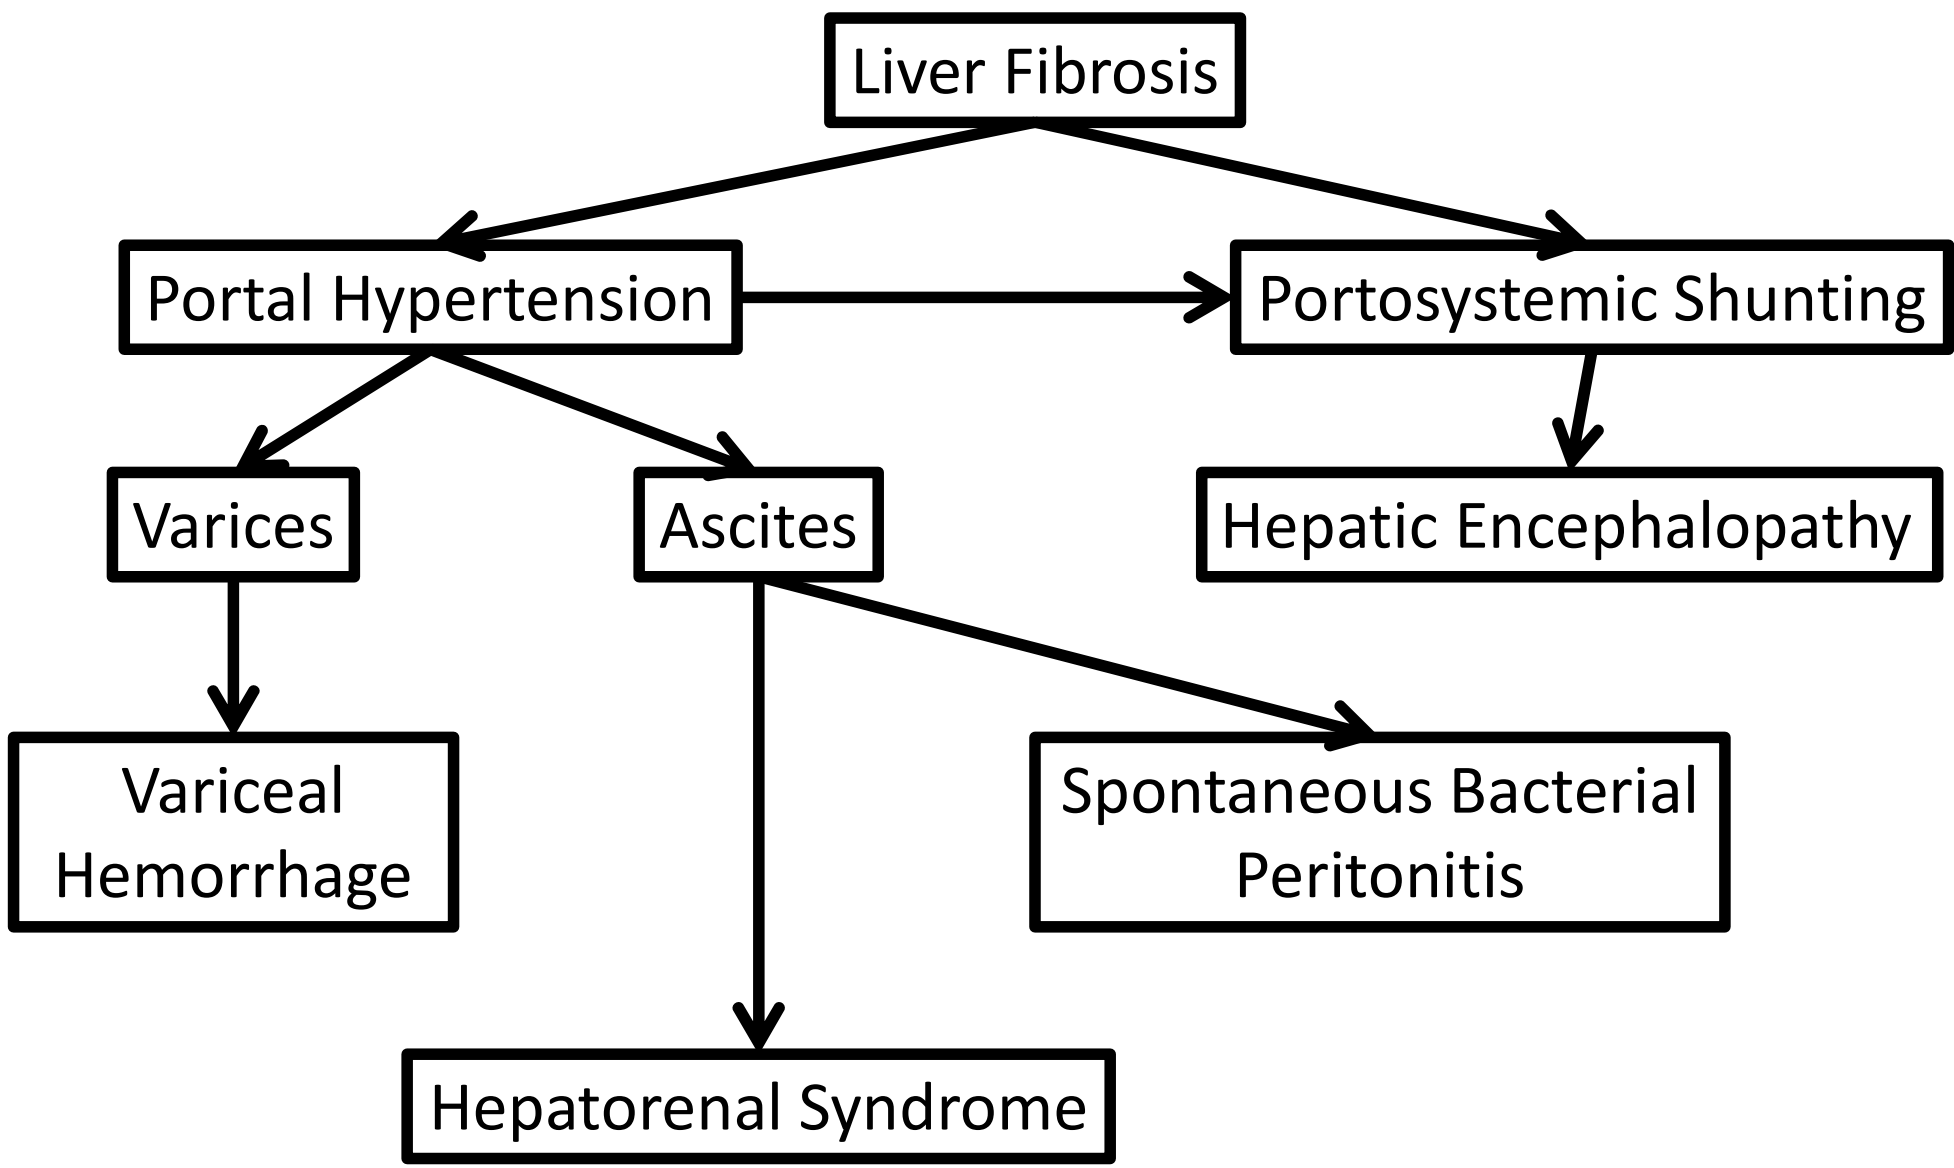 Liver Fibrosis
Portal Hypertension
Portosystemic Shunting
Varices
Ascites
Hepatic Encephalopathy
Variceal
Hemorrhage
Spontaneous Bacterial
Peritonitis
Hepatorenal Syndrome